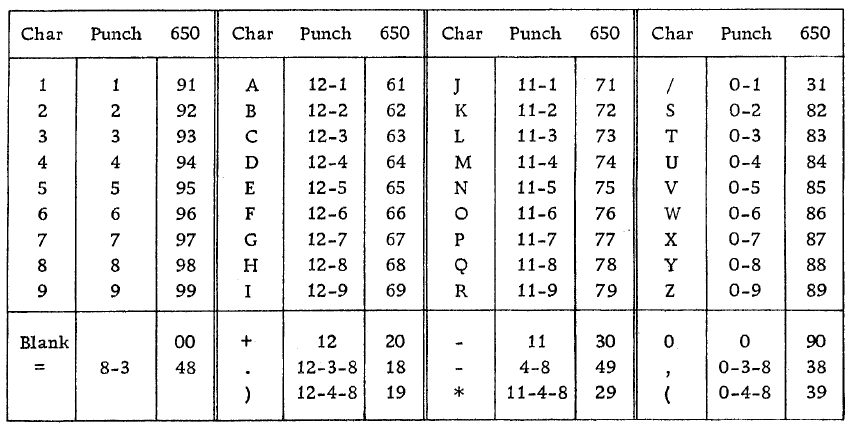 Char Punch 650 Char Punch 650 Char Punch 650 Char Punch 650
1 1 91 A 12-1 61 J 11-1 71 / 0-1 31
2 2 92 B 12-2 62 K 11-2 72 S 0-2 82
3 3 93 C 12-3 63 L 11-3 73 T 0-3 83
4 4 94 D 12-4 64 M 11-4 74 U 0-4 84
5 5 95 E 12-5 65 N 11-5 75 V 0-5 85
6 6 96 F 12-6 66 O 11-6 76 W 0-6 86
7 7 97 G 12-7 67 P 11-7 77 X 0-7 87
8 8 98 H 12-8 68 Q 11-8 78 Y 0-8 88
9 9 99 I 12-9 69 R 11-9 79 Z 0-9 89
Blank 00 + 12 20 - 11 30 0 0 90
= 8-3 48 . 12-3-8 18 - 4-8 49 , 0-3-8 38
) 12-4-8 19 * 11-4-8 29 ( 0-4-8 39